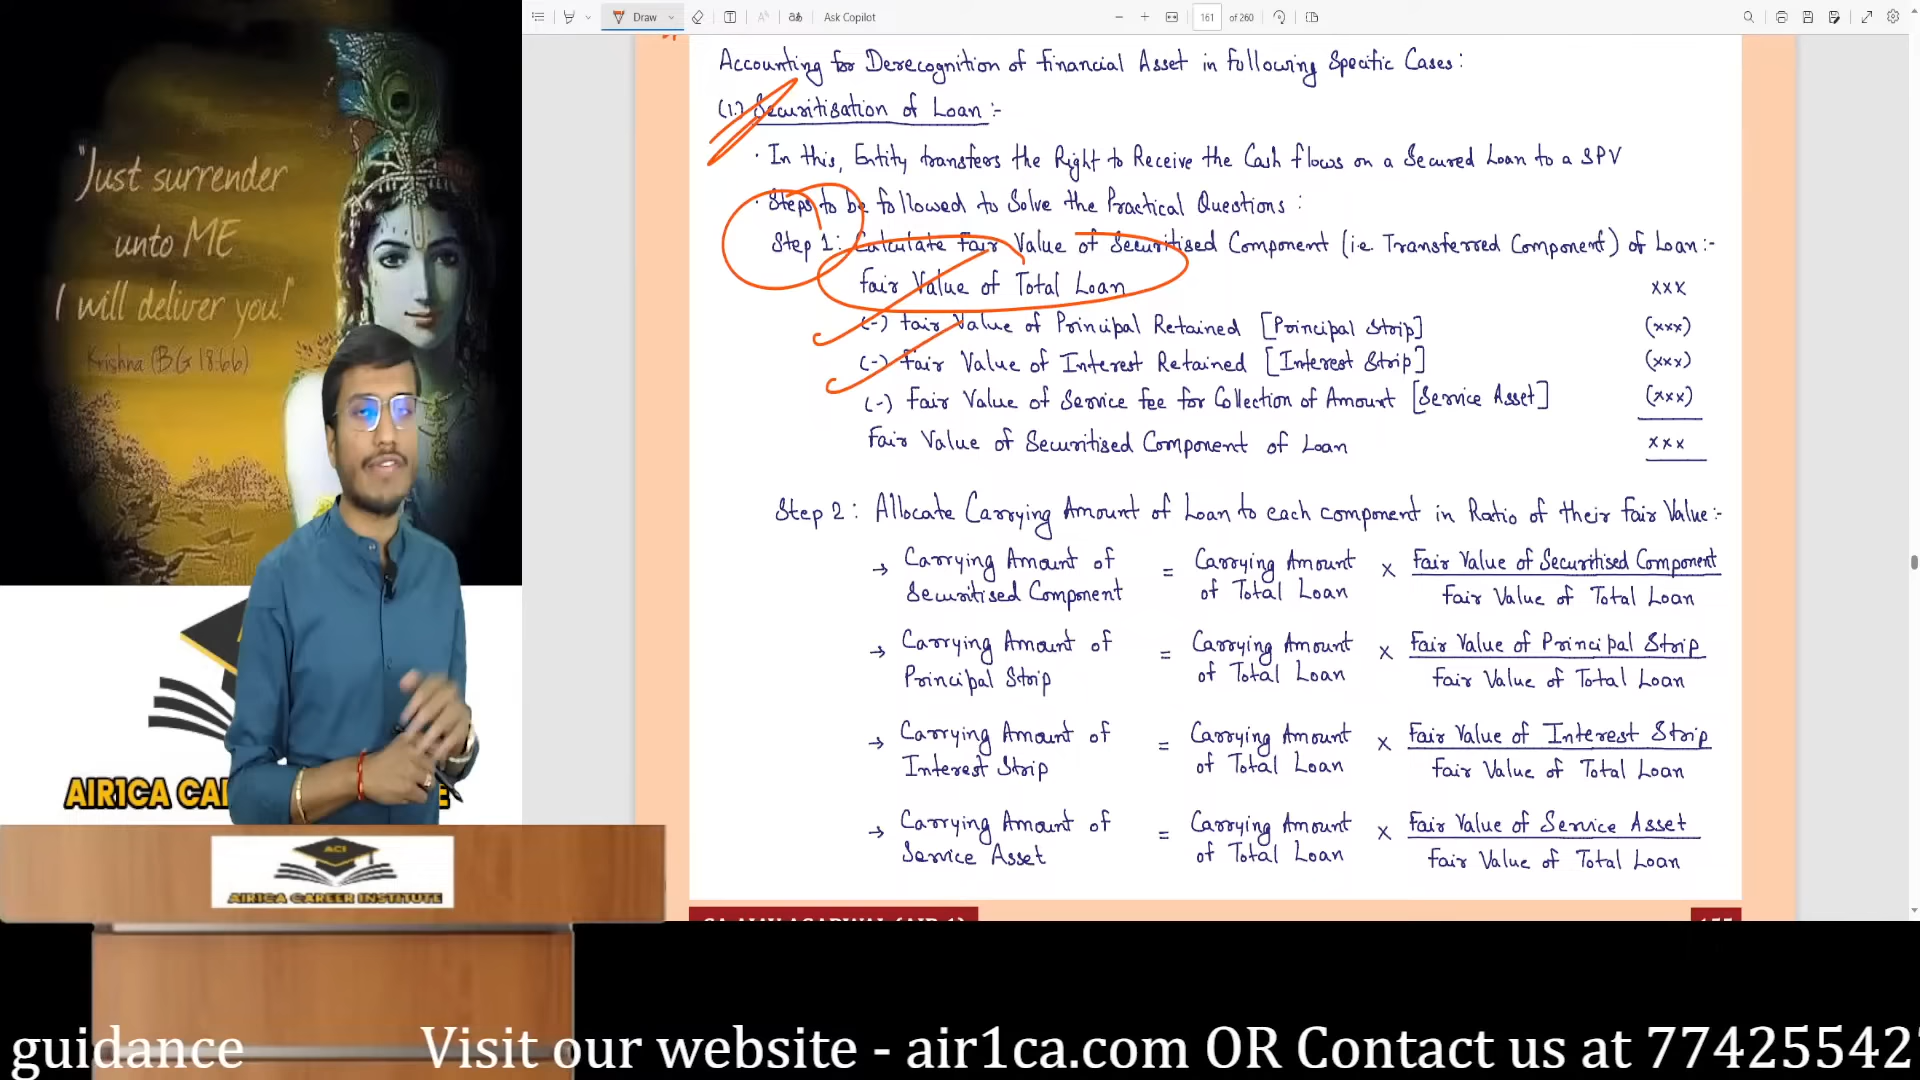 Draw
Ask Copilot
161 of 260
Accounting for Derecognition of Financial Asset in Following Specific Cases:
(1.) Securitisation of Loan :-
· In this, Entity transfers the Right to Receive the Cash flows on a Secured Loan to a SPV
· Steps to be followed to Solve the Practical Questions :
Step 1: Calculate Fair Value of Securitised Component (i.e. Transferred Component) of Loan:-
Fair Value of Total Loan xxx
(-) Fair Value of Principal Retained [Principal Strip] (xxx)
(-) Fair Value of Interest Retained [Interest Strip] (xxx)
(-) Fair Value of Service fee for Collection of Amount [Service Asset] (xxx)
Fair Value of Securitised Component of Loan xxx
Step 2: Allocate Carrying Amount of Loan to each component in Ratio of their Fair Value:-
→ Carrying Amount of Securitised Component = Carrying Amount of Total Loan × Fair Value of Securitised Component / Fair Value of Total Loan
→ Carrying Amount of Principal Strip = Carrying Amount of Total Loan × Fair Value of Principal Strip / Fair Value of Total Loan
→ Carrying Amount of Interest Strip = Carrying Amount of Total Loan × Fair Value of Interest Strip / Fair Value of Total Loan
→ Carrying Amount of Service Asset = Carrying Amount of Total Loan × Fair Value of Service Asset / Fair Value of Total Loan
"Just surrender
unto ME
I will deliver you!"
Krishna (B.G 18:66)
AIR1CA CA
E
ACI
AIR1CA CAREER INSTITUTE
guidance Visit our website - air1ca.com OR Contact us at 77425542